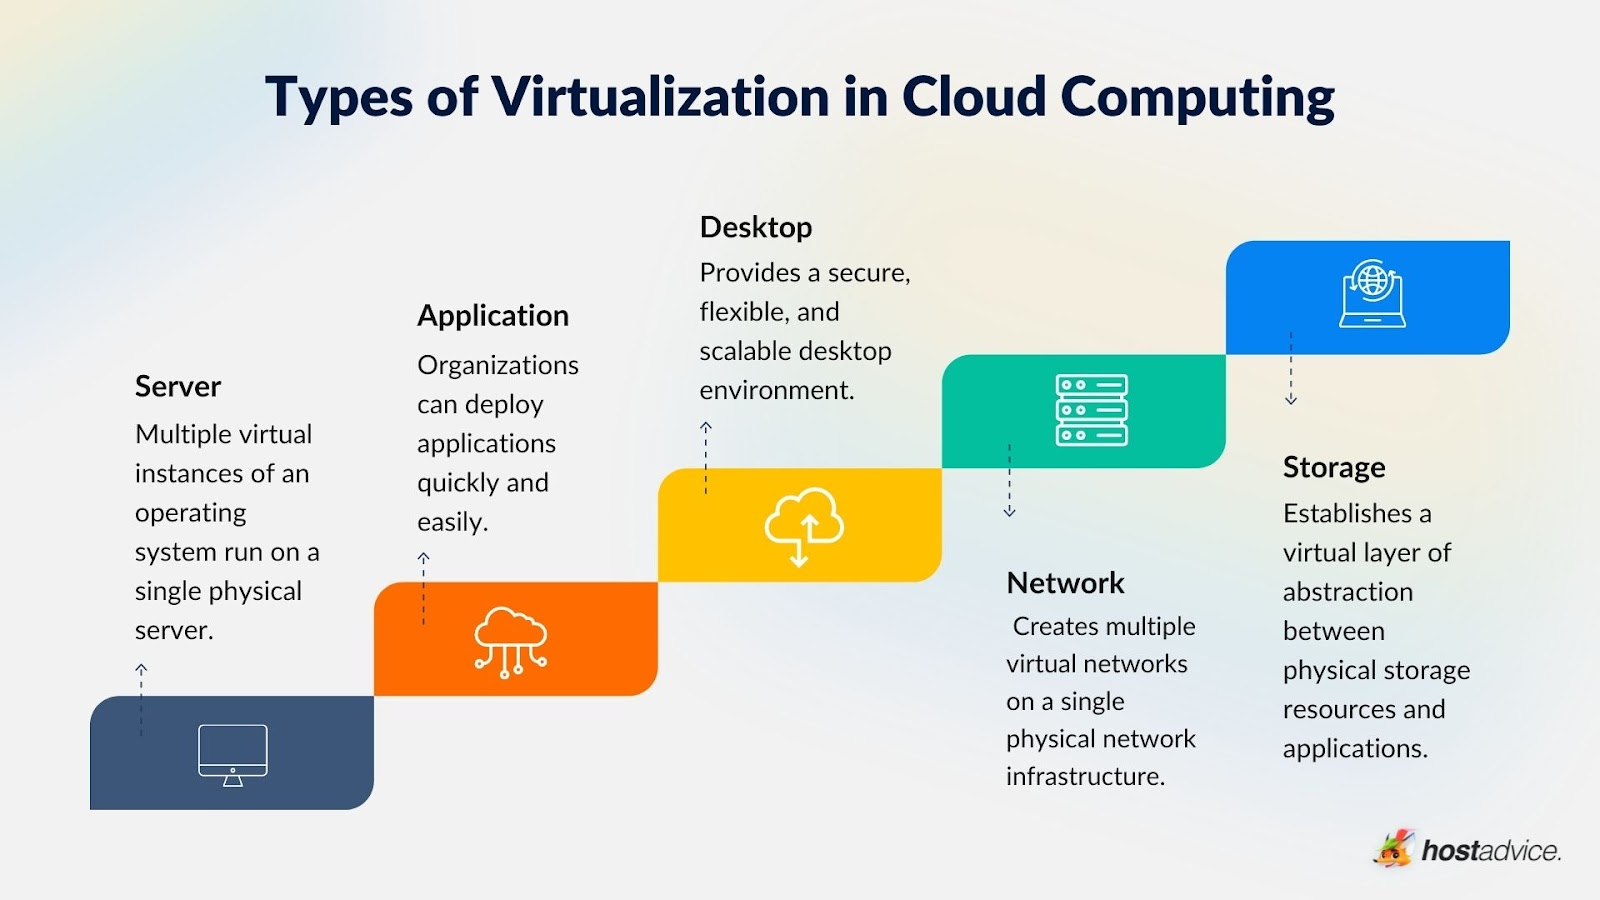 Types of Virtualization in Cloud Computing
Server
Multiple virtual
instances of an
operating
system run on a
single physical
server.
Application
Organizations
can deploy
applications
quickly and
easily.
Desktop
Provides a secure,
flexible, and
scalable desktop
environment.
Network
Creates multiple
virtual networks
on a single
physical network
infrastructure.
Storage
Establishes a
virtual layer of
abstraction
between
physical storage
resources and
applications.
hostadvice.